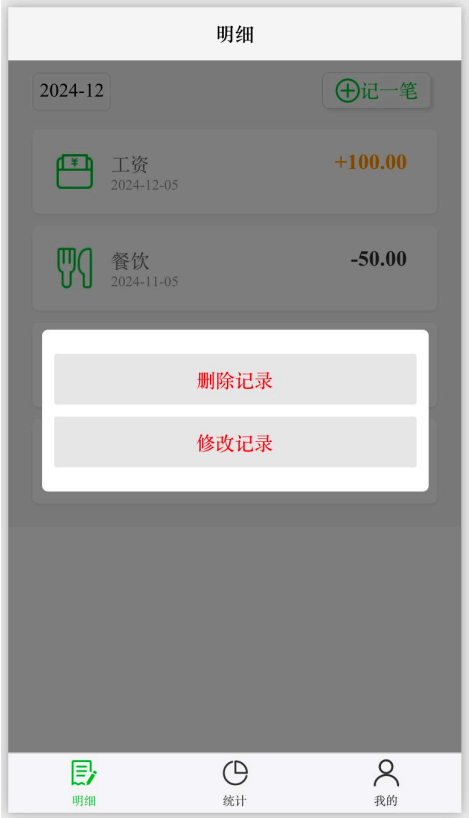 明细
2024-12
记一笔
工资
+100.00
2024-12-05
餐饮
-50.00
2024-11-05
删除记录
修改记录
明细
统计
我的